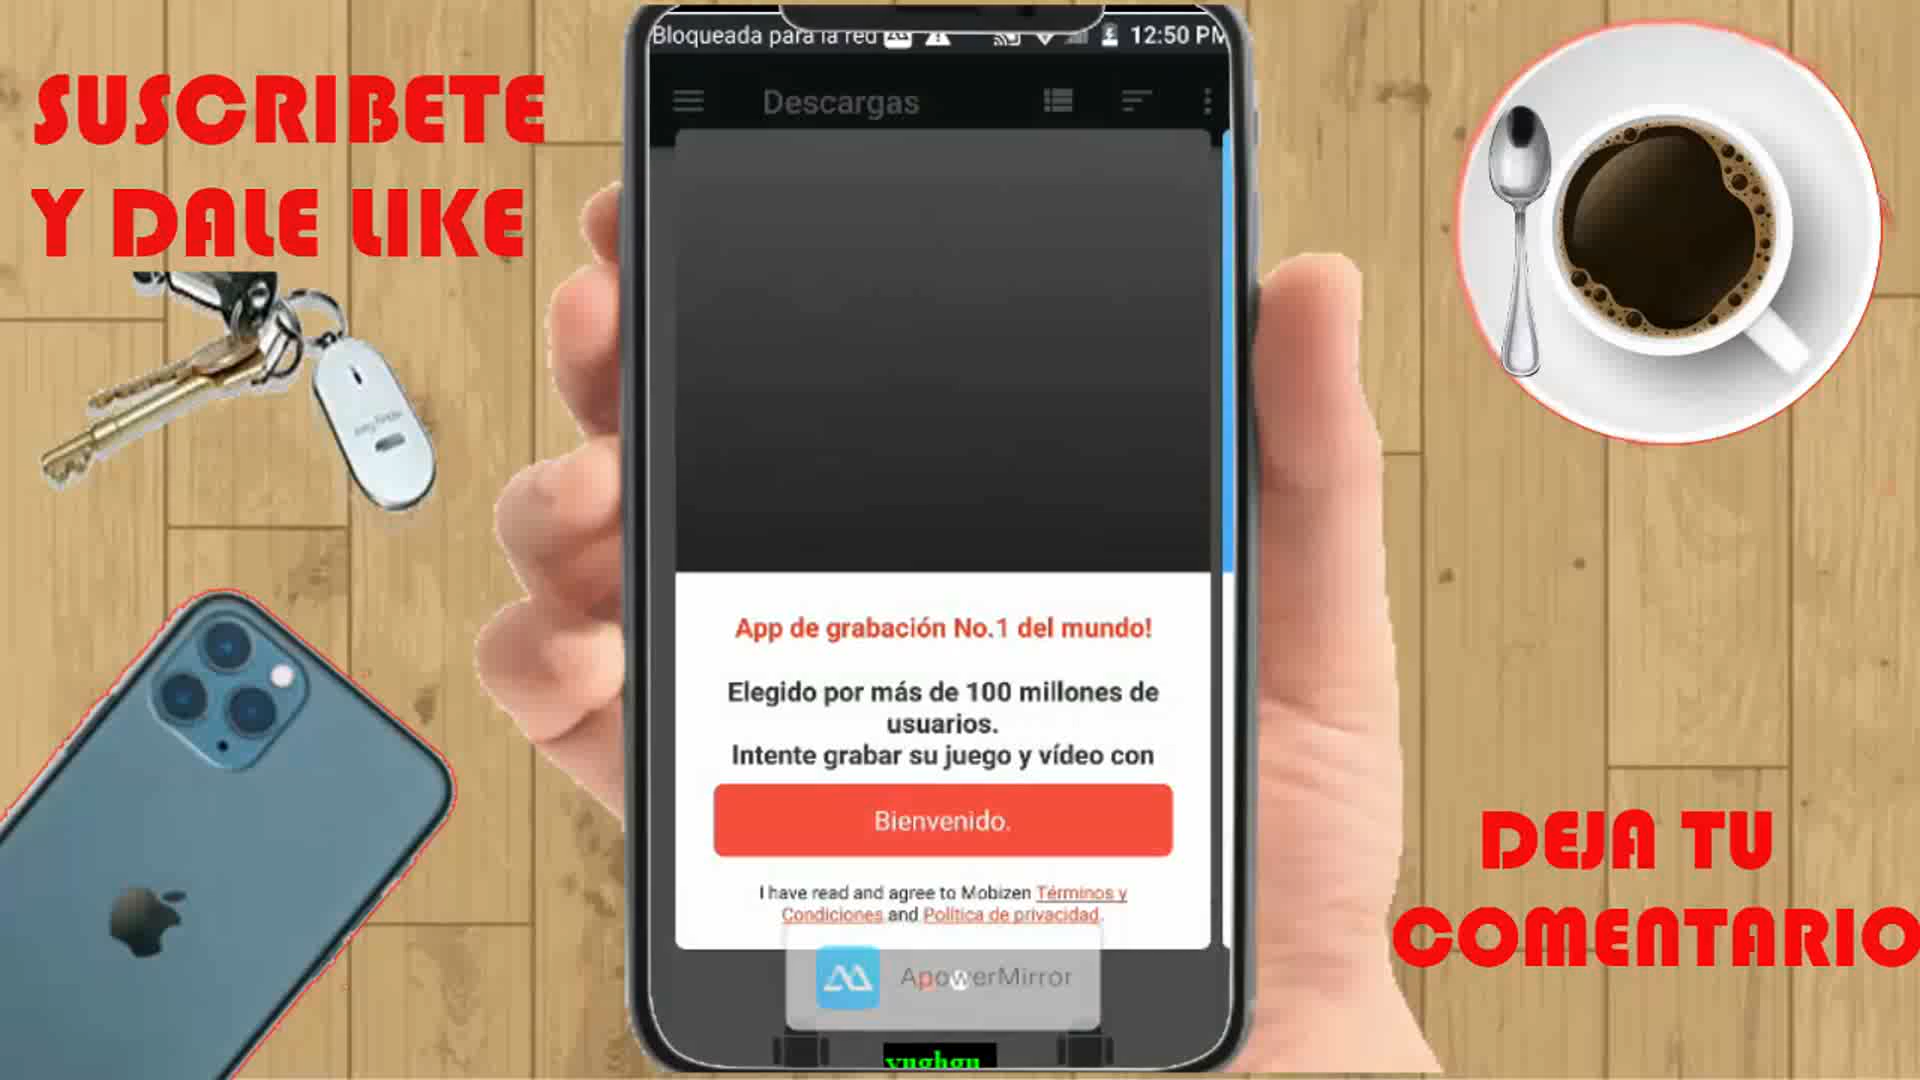 SUSCRIBETE
Y DALE LIKE
Bloqueada para la red
12:50 PM
Descargas
App de grabación No.1 del mundo!
Elegido por más de 100 millones de
usuarios.
Intente grabar su juego y vídeo con
Bienvenido.
I have read and agree to Mobizen Términos y
Condiciones and Política de privacidad.
ApowerMirror
DEJA TU
COMENTARIO